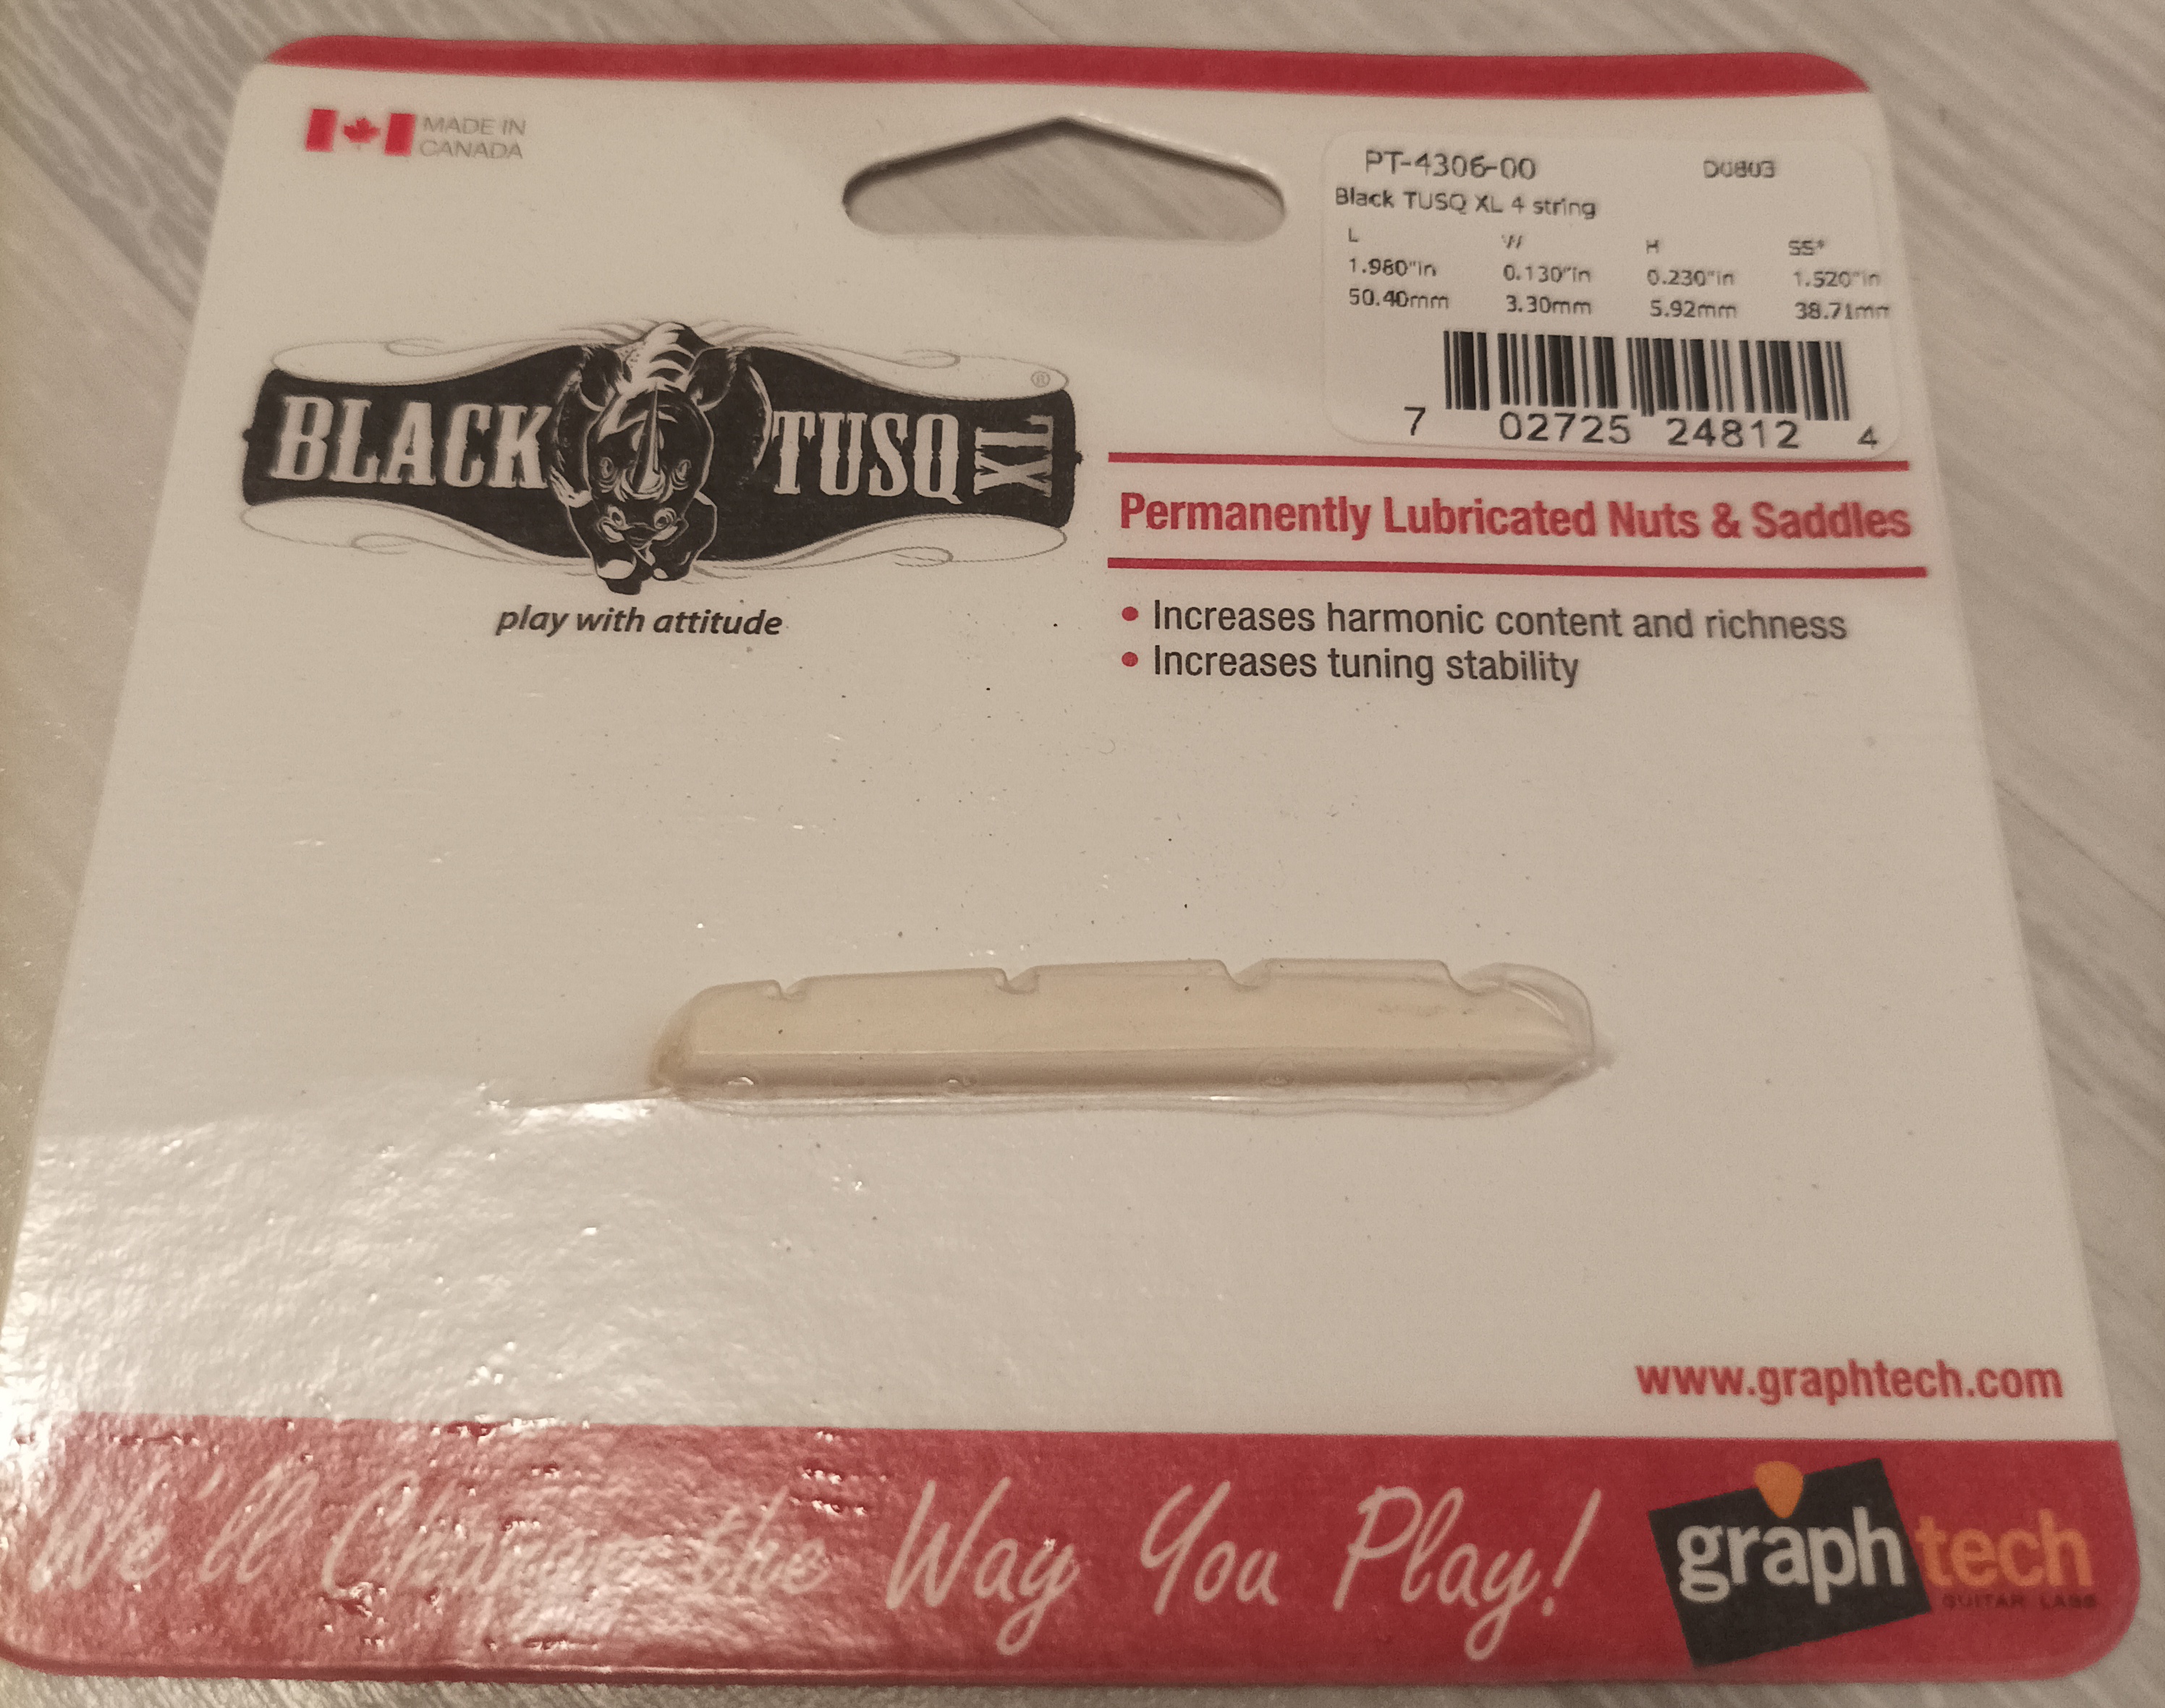 MADE IN
CANADA
PT-4306-00 D0803
Black TUSQ XL 4 string
L W H SS*
1.980"in 0.130"in 0.230"in 1.520"in
50.40mm 3.30mm 5.92mm 38.71mm
7 02725 24812 4
BLACK TUSQ XL ®
play with attitude
Permanently Lubricated Nuts & Saddles
• Increases harmonic content and richness
• Increases tuning stability
www.graphtech.com
We'll Change the Way You Play!
graphtech
GUITAR LABS